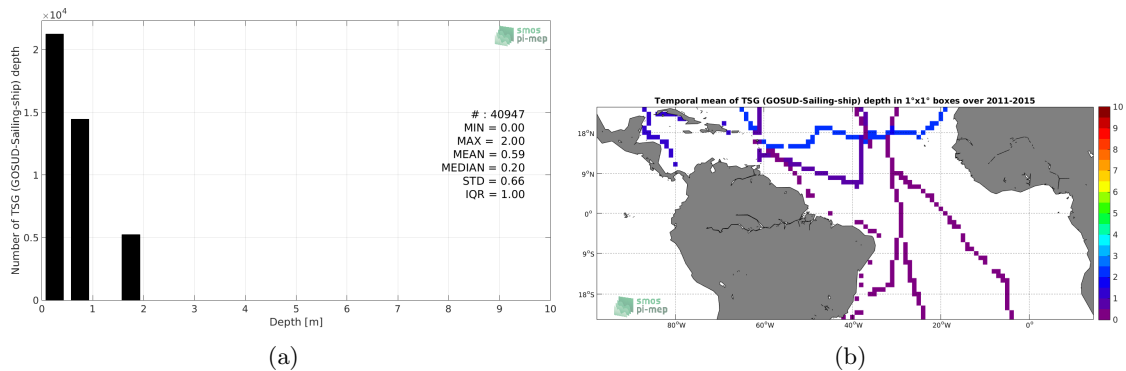 ×10⁴
Number of TSG (GOSUD-Sailing-ship) depth
2
1.5
1
0.5
0
smos
pi-mep
# : 40947
MIN = 0.00
MAX = 2.00
MEAN = 0.59
MEDIAN = 0.20
STD = 0.66
IQR = 1.00
0 1 2 3 4 5 6 7 8 9 10
Depth [m]
(a)
Temporal mean of TSG (GOSUD-Sailing-ship) depth in 1°x1° boxes over 2011-2015
18°N
9°N
0°
9°S
18°S
smos
pi-mep
80°W 60°W 40°W 20°W 0°
10
9
8
7
6
5
4
3
2
1
0
(b)